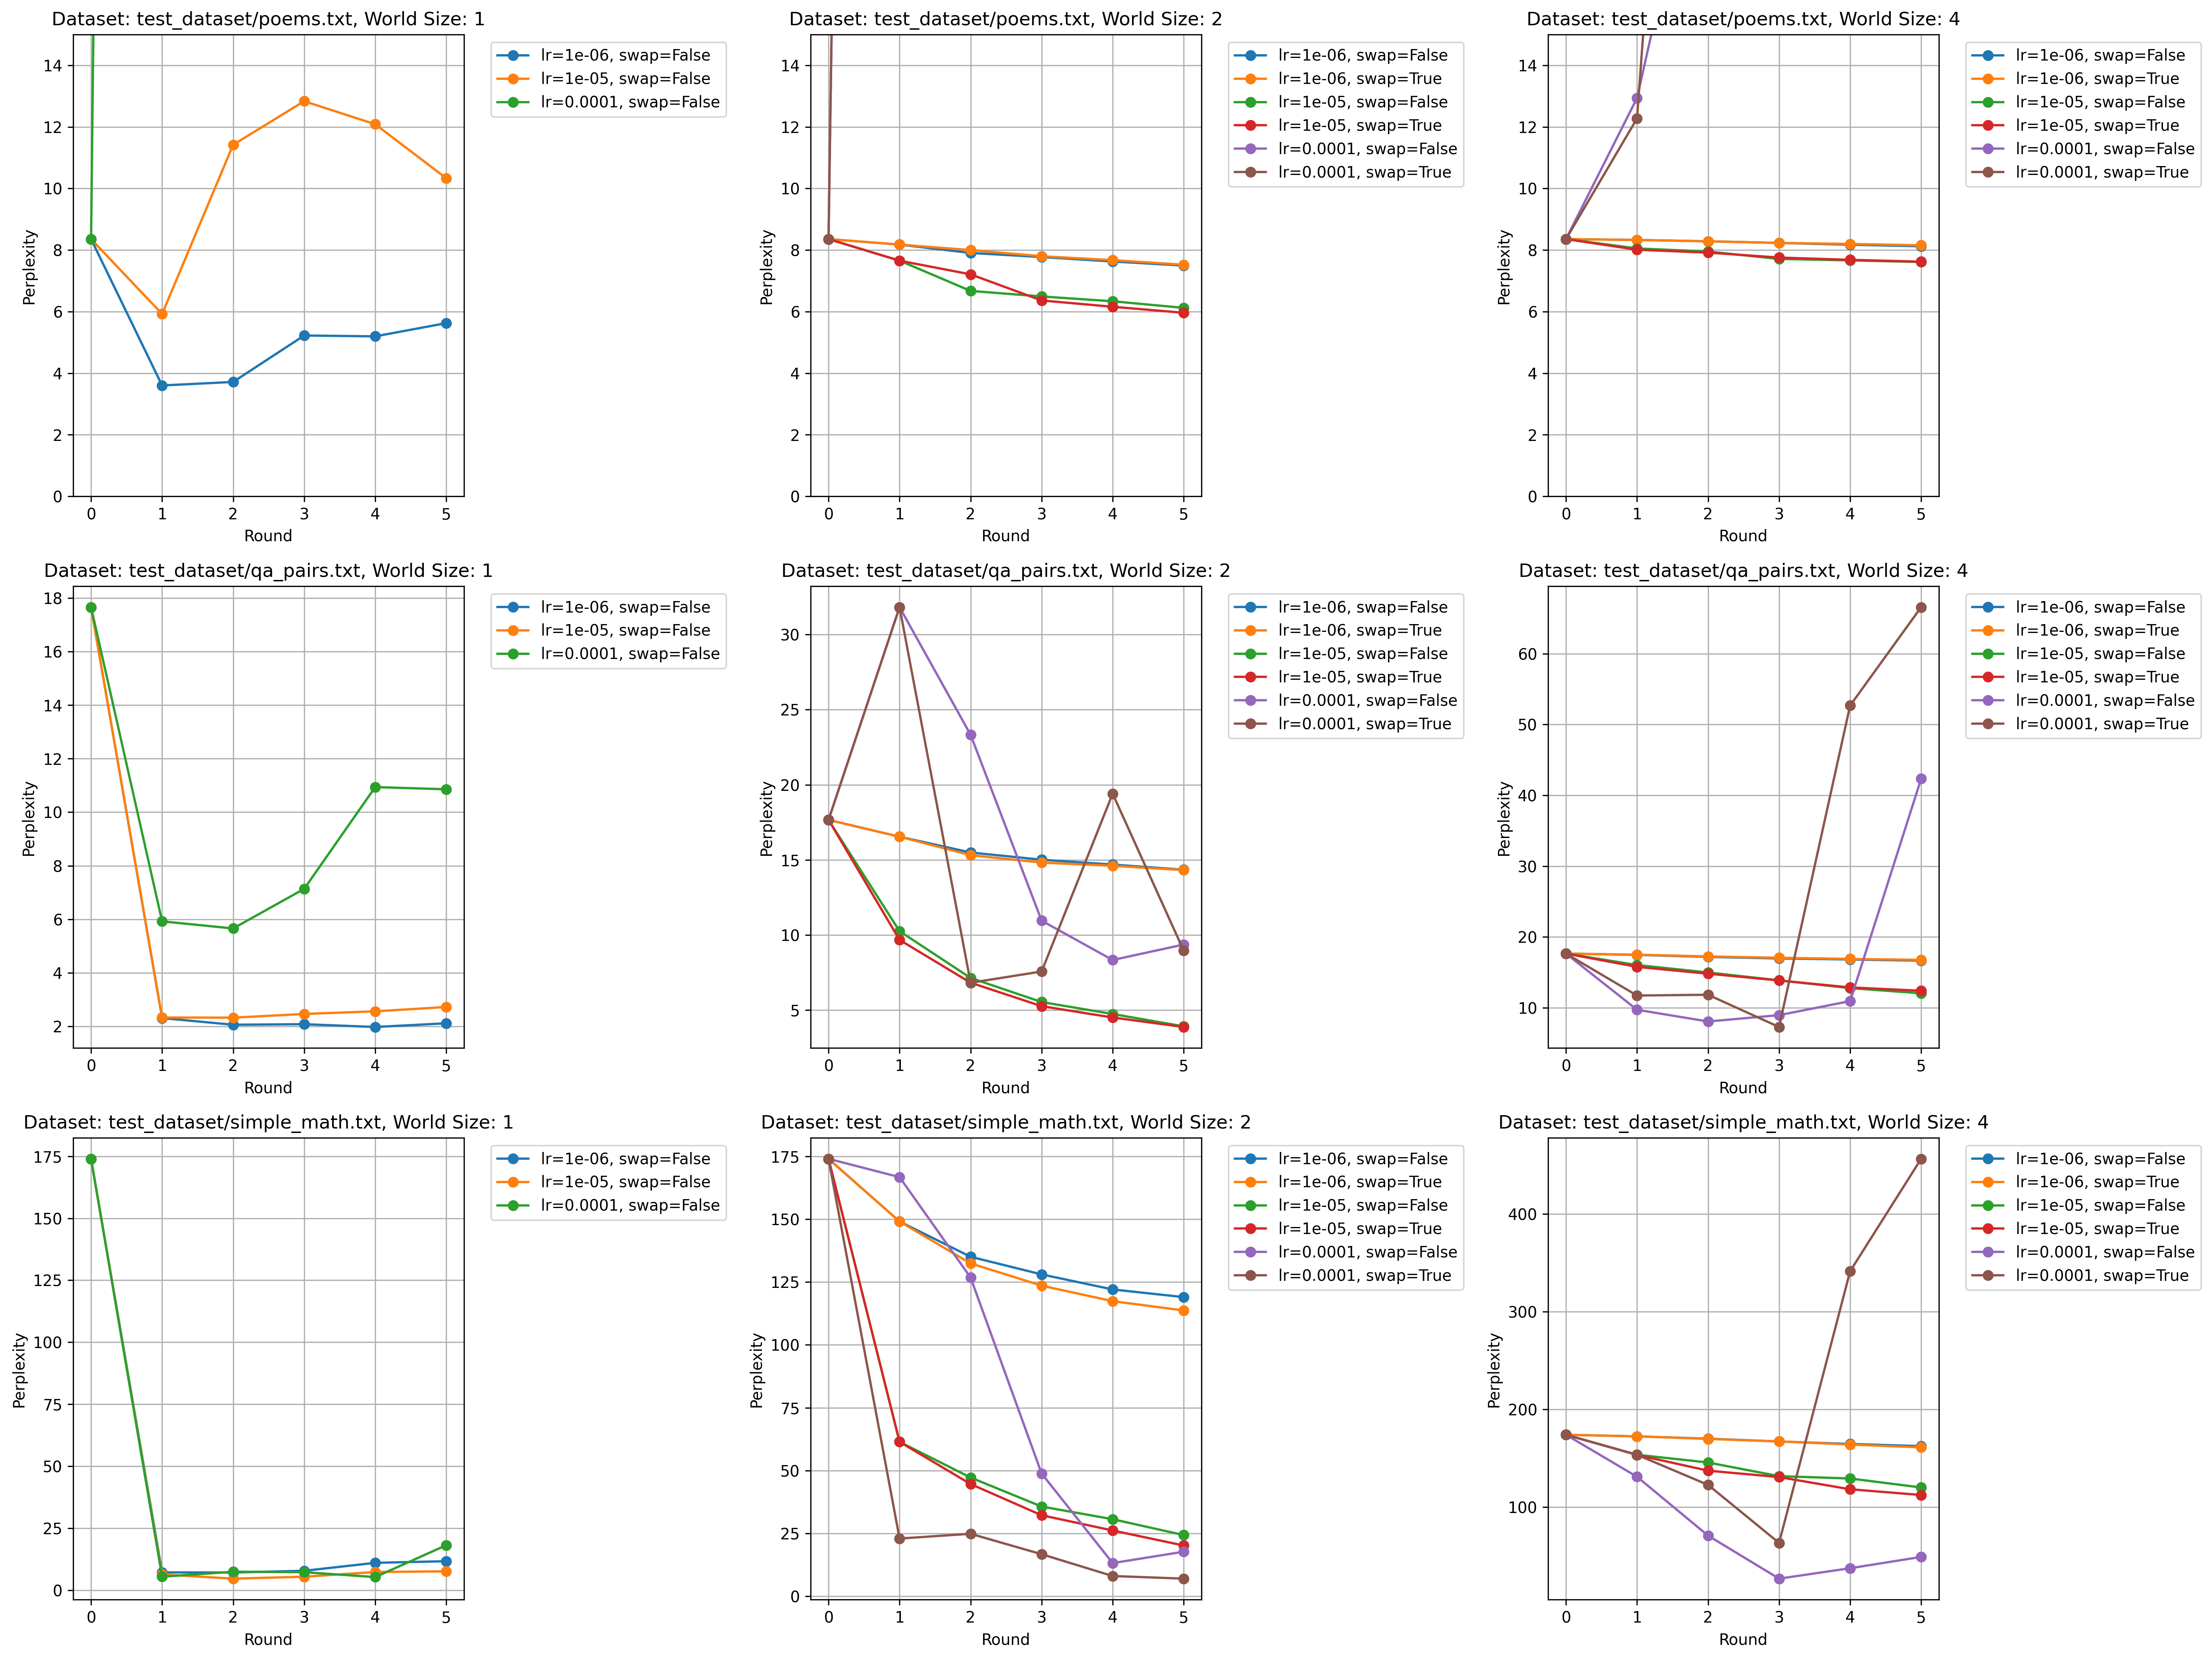 Dataset: test_dataset/poems.txt, World Size: 1
Perplexity
14
12
10
8
6
4
2
0
0 1 2 3 4 5
Round
lr=1e-06, swap=False
lr=1e-05, swap=False
lr=0.0001, swap=False
Dataset: test_dataset/poems.txt, World Size: 2
Perplexity
14
12
10
8
6
4
2
0
0 1 2 3 4 5
Round
lr=1e-06, swap=False
lr=1e-06, swap=True
lr=1e-05, swap=False
lr=1e-05, swap=True
lr=0.0001, swap=False
lr=0.0001, swap=True
Dataset: test_dataset/poems.txt, World Size: 4
Perplexity
14
12
10
8
6
4
2
0
0 1 2 3 4 5
Round
lr=1e-06, swap=False
lr=1e-06, swap=True
lr=1e-05, swap=False
lr=1e-05, swap=True
lr=0.0001, swap=False
lr=0.0001, swap=True
Dataset: test_dataset/qa_pairs.txt, World Size: 1
Perplexity
18
16
14
12
10
8
6
4
2
0 1 2 3 4 5
Round
lr=1e-06, swap=False
lr=1e-05, swap=False
lr=0.0001, swap=False
Dataset: test_dataset/qa_pairs.txt, World Size: 2
Perplexity
30
25
20
15
10
5
0 1 2 3 4 5
Round
lr=1e-06, swap=False
lr=1e-06, swap=True
lr=1e-05, swap=False
lr=1e-05, swap=True
lr=0.0001, swap=False
lr=0.0001, swap=True
Dataset: test_dataset/qa_pairs.txt, World Size: 4
Perplexity
60
50
40
30
20
10
0 1 2 3 4 5
Round
lr=1e-06, swap=False
lr=1e-06, swap=True
lr=1e-05, swap=False
lr=1e-05, swap=True
lr=0.0001, swap=False
lr=0.0001, swap=True
Dataset: test_dataset/simple_math.txt, World Size: 1
Perplexity
175
150
125
100
75
50
25
0
0 1 2 3 4 5
Round
lr=1e-06, swap=False
lr=1e-05, swap=False
lr=0.0001, swap=False
Dataset: test_dataset/simple_math.txt, World Size: 2
Perplexity
175
150
125
100
75
50
25
0
0 1 2 3 4 5
Round
lr=1e-06, swap=False
lr=1e-06, swap=True
lr=1e-05, swap=False
lr=1e-05, swap=True
lr=0.0001, swap=False
lr=0.0001, swap=True
Dataset: test_dataset/simple_math.txt, World Size: 4
Perplexity
400
300
200
100
0 1 2 3 4 5
Round
lr=1e-06, swap=False
lr=1e-06, swap=True
lr=1e-05, swap=False
lr=1e-05, swap=True
lr=0.0001, swap=False
lr=0.0001, swap=True